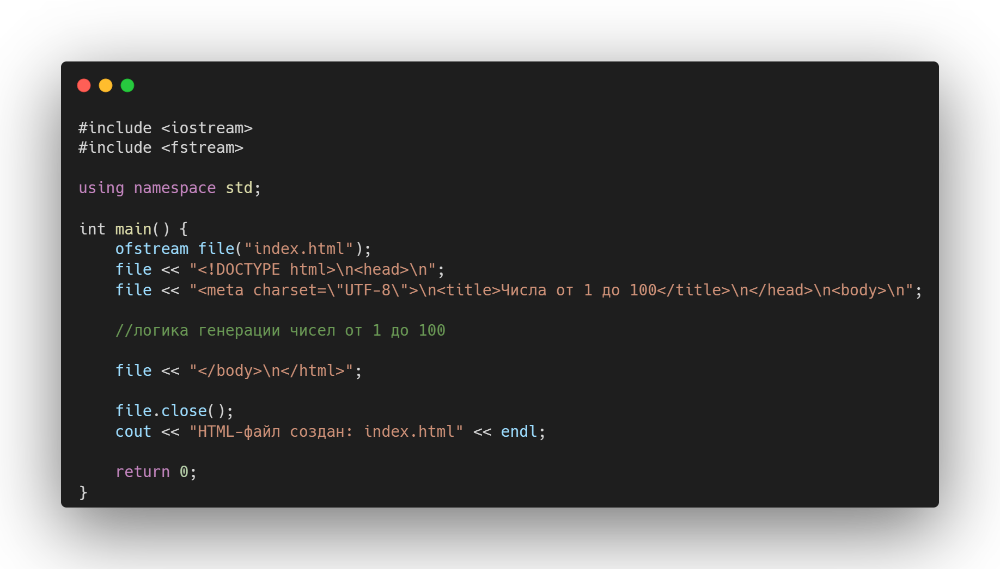 #include <iostream>
#include <fstream>
using namespace std;
int main() {
    ofstream file("index.html");
    file << "<!DOCTYPE html>\n<head>\n";
    file << "<meta charset=\"UTF-8\">\n<title>Числа от 1 до 100</title>\n</head>\n<body>\n";
    //логика генерации чисел от 1 до 100
    file << "</body>\n</html>";
    file.close();
    cout << "HTML-файл создан: index.html" << endl;
    return 0;
}